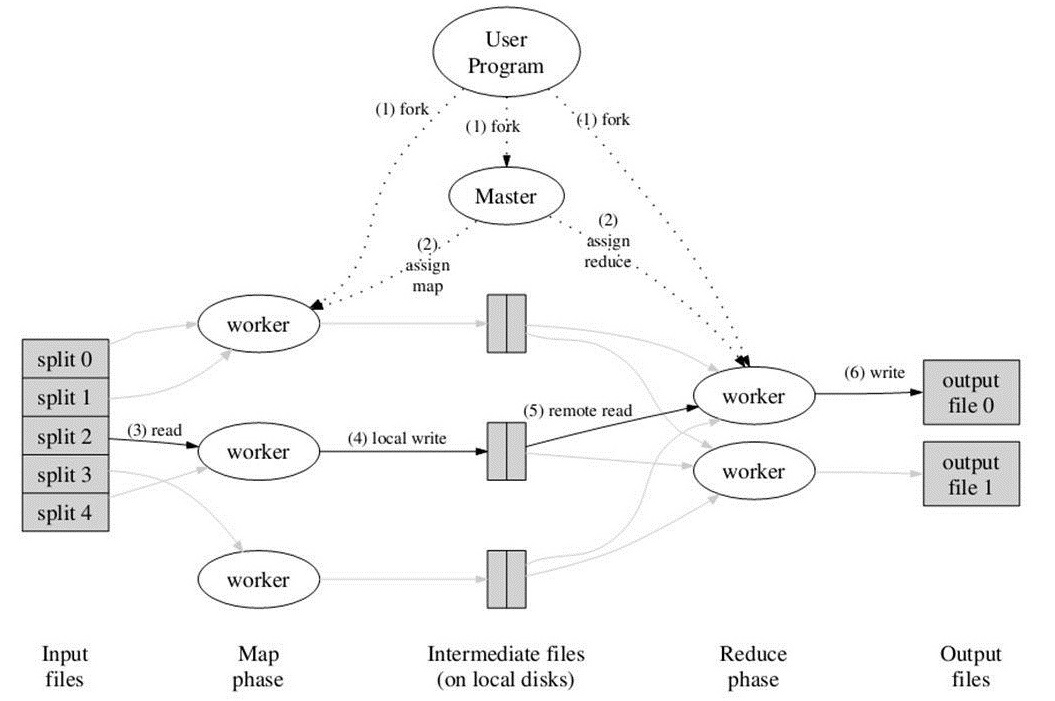 User
Program
(1) fork
(1) fork
(1) fork
Master
(2)
assign
map
(2)
assign
reduce
worker
split 0
split 1
split 2
split 3
split 4
(3) read
worker
(4) local write
(5) remote read
worker
(6) write
output
file 0
worker
output
file 1
worker
Input
files
Map
phase
Intermediate files
(on local disks)
Reduce
phase
Output
files